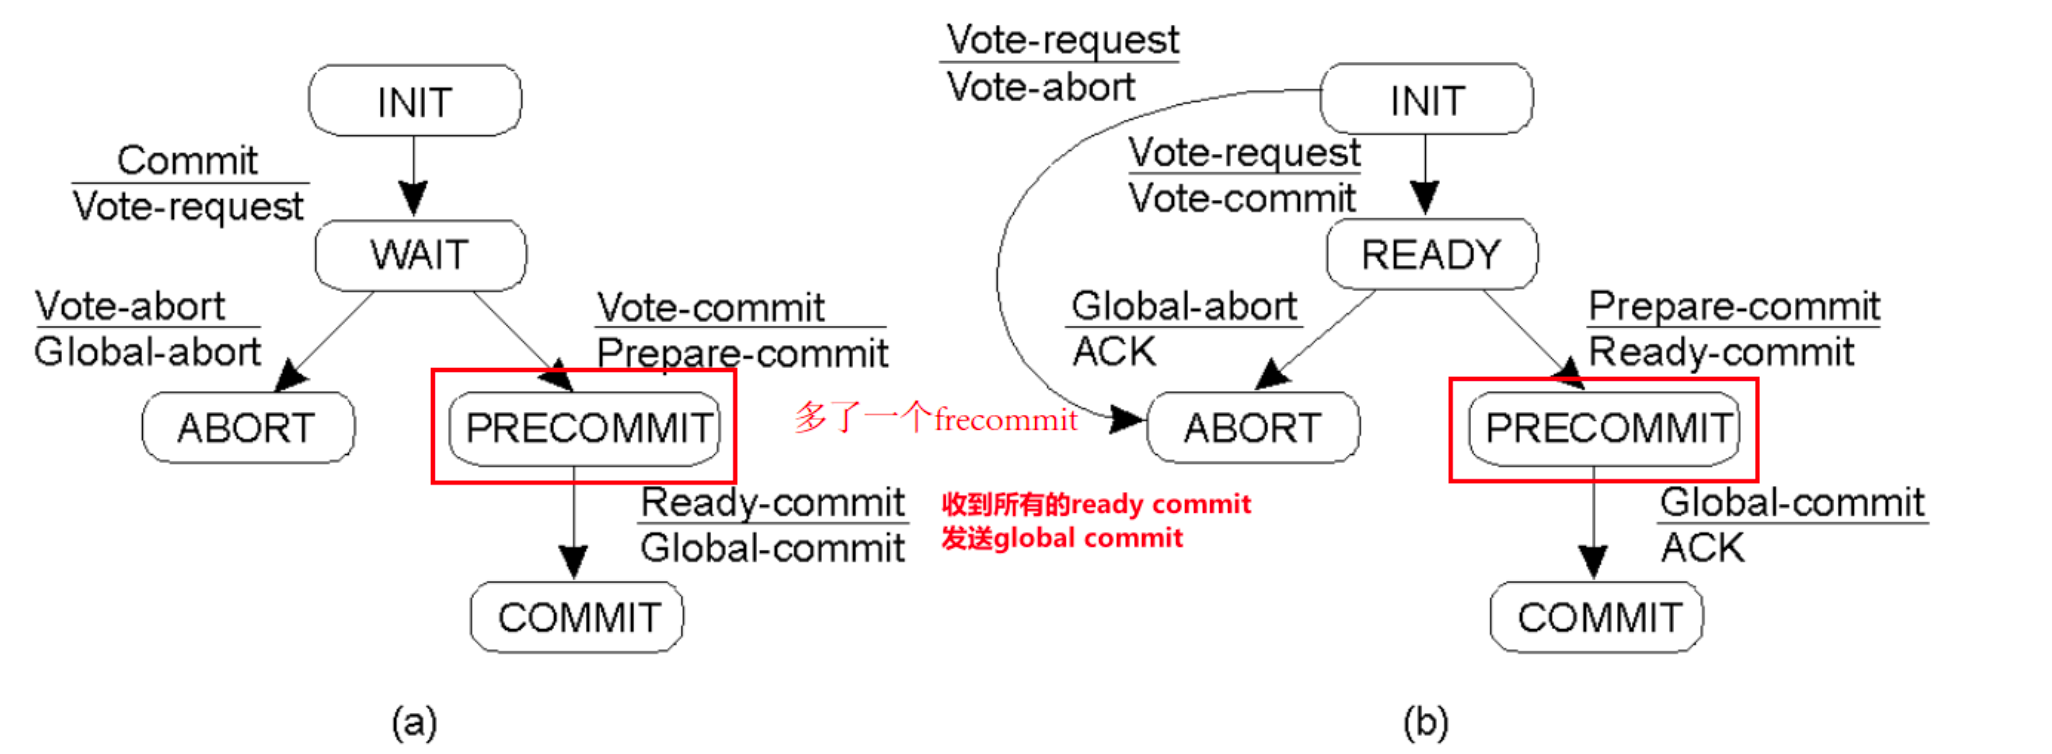 INIT
Commit
Vote-request
WAIT
Vote-abort
Global-abort
Vote-commit
Prepare-commit
ABORT
PRECOMMIT
多了一个frecommit
Ready-commit
Global-commit
收到所有的ready commit
发送global commit
COMMIT
(a)
Vote-request
Vote-abort
INIT
Vote-request
Vote-commit
READY
Global-abort
ACK
Prepare-commit
Ready-commit
ABORT
PRECOMMIT
Global-commit
ACK
COMMIT
(b)